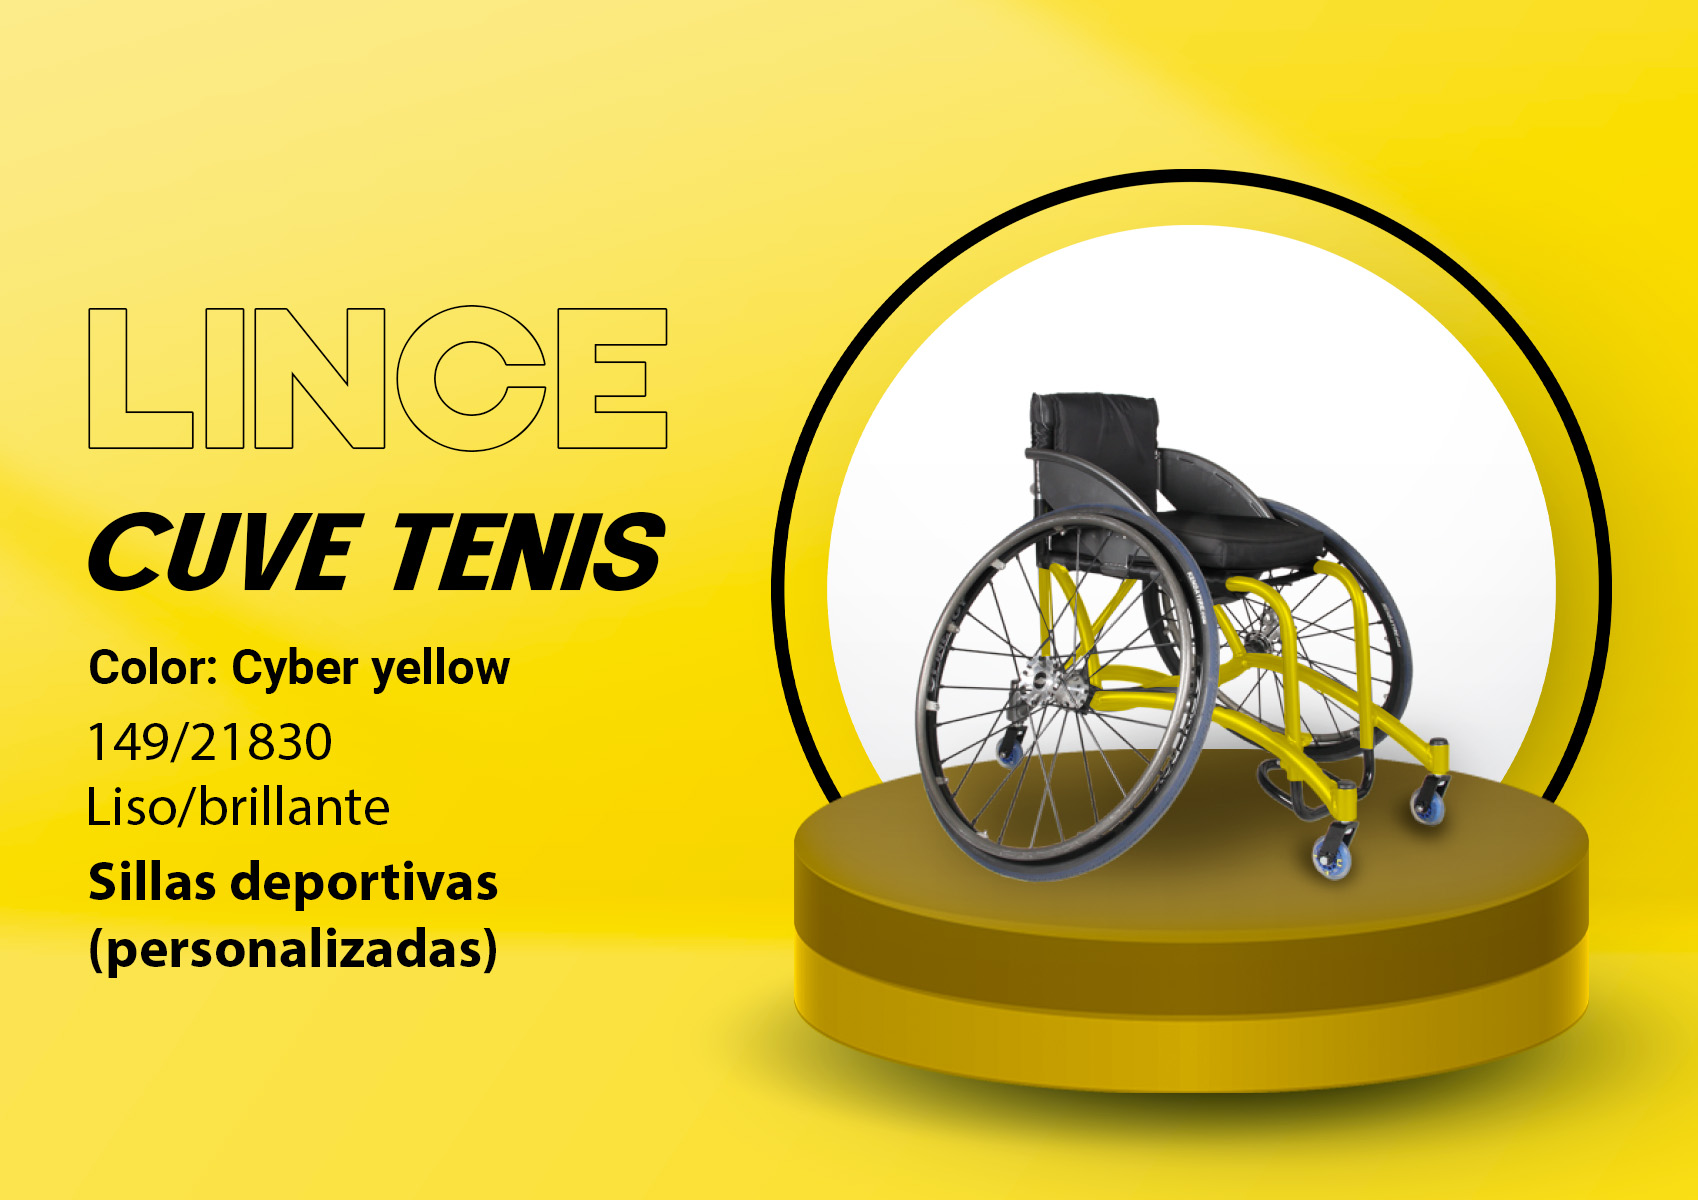 LINCE
CUVE TENIS
Color: Cyber yellow
149/21830
Liso/brillante
Sillas deportivas
(personalizadas)